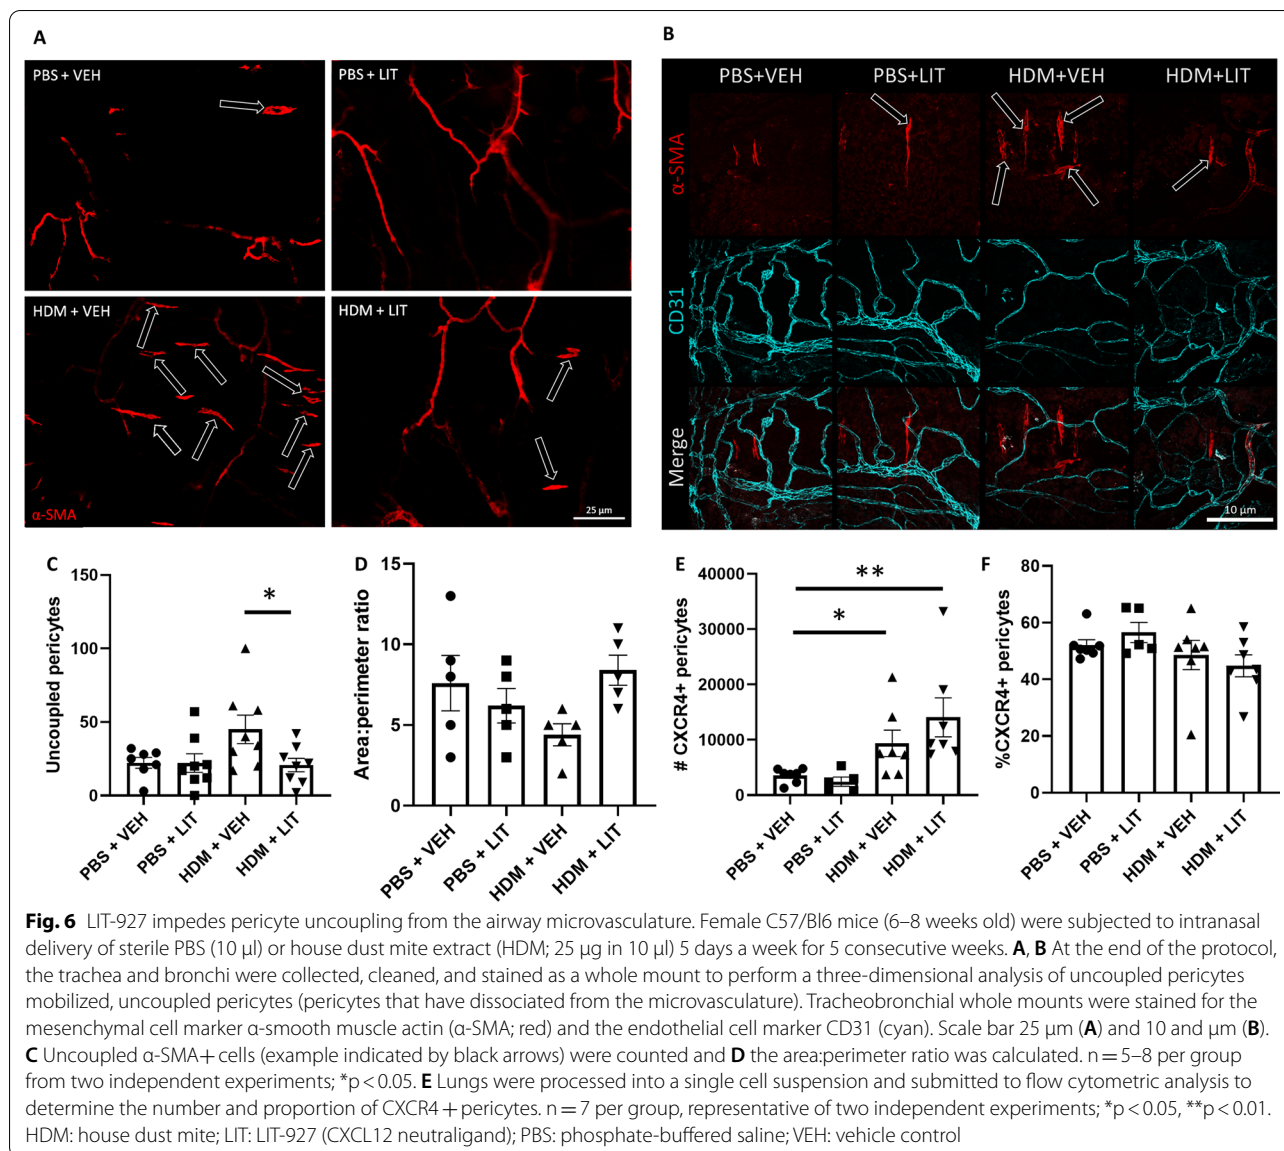 A
PBS + VEH
PBS + LIT
HDM + VEH
HDM + LIT
α-SMA
25 µm
B
PBS+VEH
PBS+LIT
HDM+VEH
HDM+LIT
α-SMA
CD31
Merge
10 µm
C
Uncoupled pericytes
150
100
50
0
*
PBS + VEH
PBS + LIT
HDM + VEH
HDM + LIT
D
Area:perimeter ratio
15
10
5
0
PBS + VEH
PBS + LIT
HDM + VEH
HDM + LIT
E
# CXCR4+ pericytes
40000
30000
20000
10000
0
**
*
PBS + VEH
PBS + LIT
HDM + VEH
HDM + LIT
F
%CXCR4+ pericytes
80
60
40
20
0
PBS + VEH
PBS + LIT
HDM + VEH
HDM + LIT
Fig. 6 LIT-927 impedes pericyte uncoupling from the airway microvasculature. Female C57/Bl6 mice (6–8 weeks old) were subjected to intranasal
delivery of sterile PBS (10 µl) or house dust mite extract (HDM; 25 µg in 10 µl) 5 days a week for 5 consecutive weeks. A, B At the end of the protocol,
the trachea and bronchi were collected, cleaned, and stained as a whole mount to perform a three-dimensional analysis of uncoupled pericytes
mobilized, uncoupled pericytes (pericytes that have dissociated from the microvasculature). Tracheobronchial whole mounts were stained for the
mesenchymal cell marker α-smooth muscle actin (α-SMA; red) and the endothelial cell marker CD31 (cyan). Scale bar 25 µm (A) and 10 and µm (B).
C Uncoupled α-SMA+ cells (example indicated by black arrows) were counted and D the area:perimeter ratio was calculated. n = 5–8 per group
from two independent experiments; *p < 0.05. E Lungs were processed into a single cell suspension and submitted to flow cytometric analysis to
determine the number and proportion of CXCR4 + pericytes. n = 7 per group, representative of two independent experiments; *p < 0.05, **p < 0.01.
HDM: house dust mite; LIT: LIT-927 (CXCL12 neutraligand); PBS: phosphate-buffered saline; VEH: vehicle control